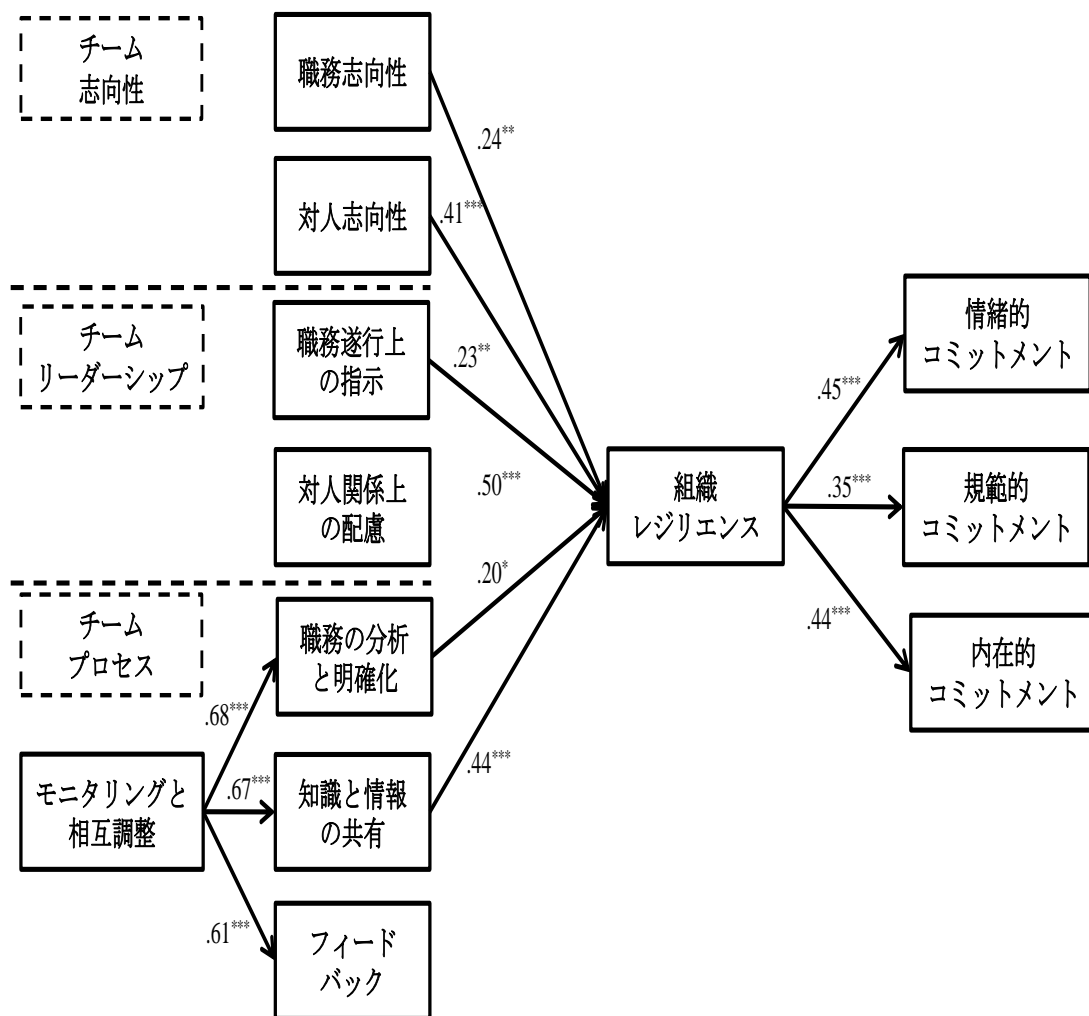 チーム
志向性
職務志向性
.24**
対人志向性
.41***
チーム
リーダーシップ
職務遂行上
の指示
.23**
対人関係上
の配慮
.50***
組織
レジリエンス
情緒的
コミットメント
.45***
規範的
コミットメント
.35***
内在的
コミットメント
.44***
チーム
プロセス
職務の分析
と明確化
.20*
.68***
モニタリングと
相互調整
.67***
知識と情報
の共有
.44***
.61***
フィード
バック